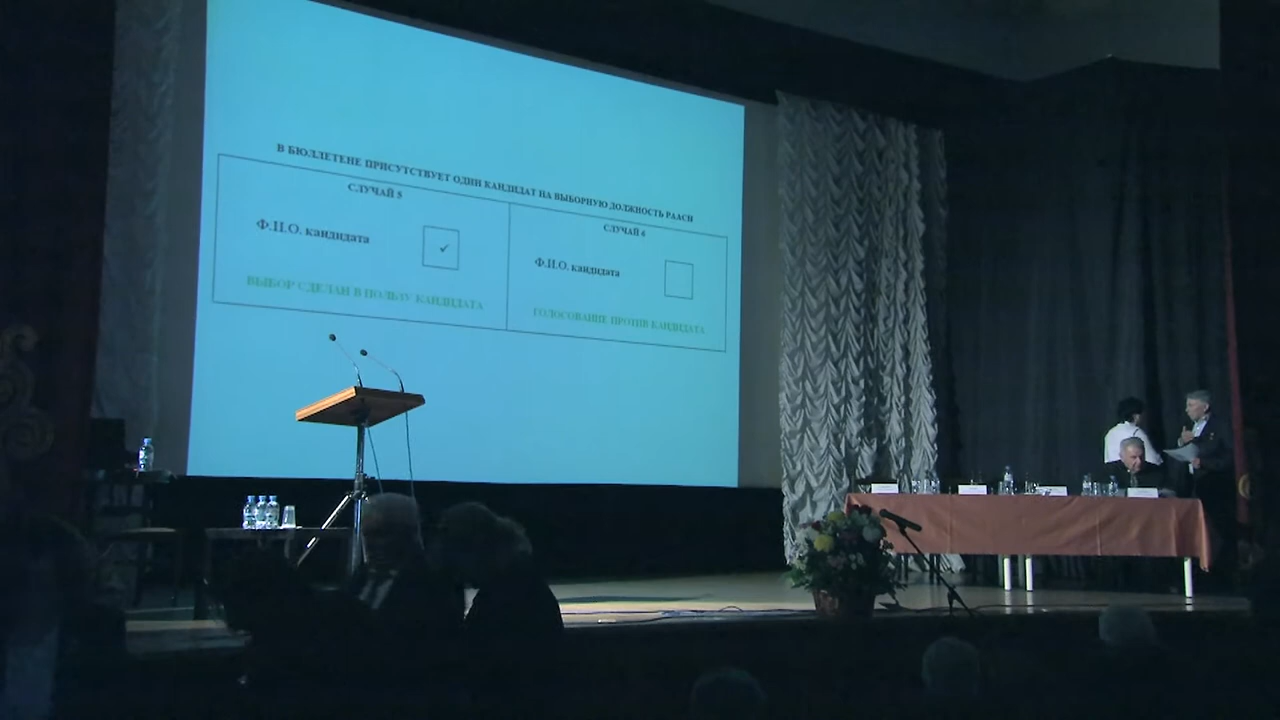 В БЮЛЛЕТЕНЕ ПРИСУТСТВУЕТ ОДИН КАНДИДАТ НА ВЫБОРНУЮ ДОЛЖНОСТЬ РААСН
СЛУЧАЙ 5
Ф.И.О. кандидата
ВЫБОР СДЕЛАН В ПОЛЬЗУ КАНДИДАТА
СЛУЧАЙ 6
Ф.И.О. кандидата
ГОЛОСОВАНИЕ ПРОТИВ КАНДИДАТА